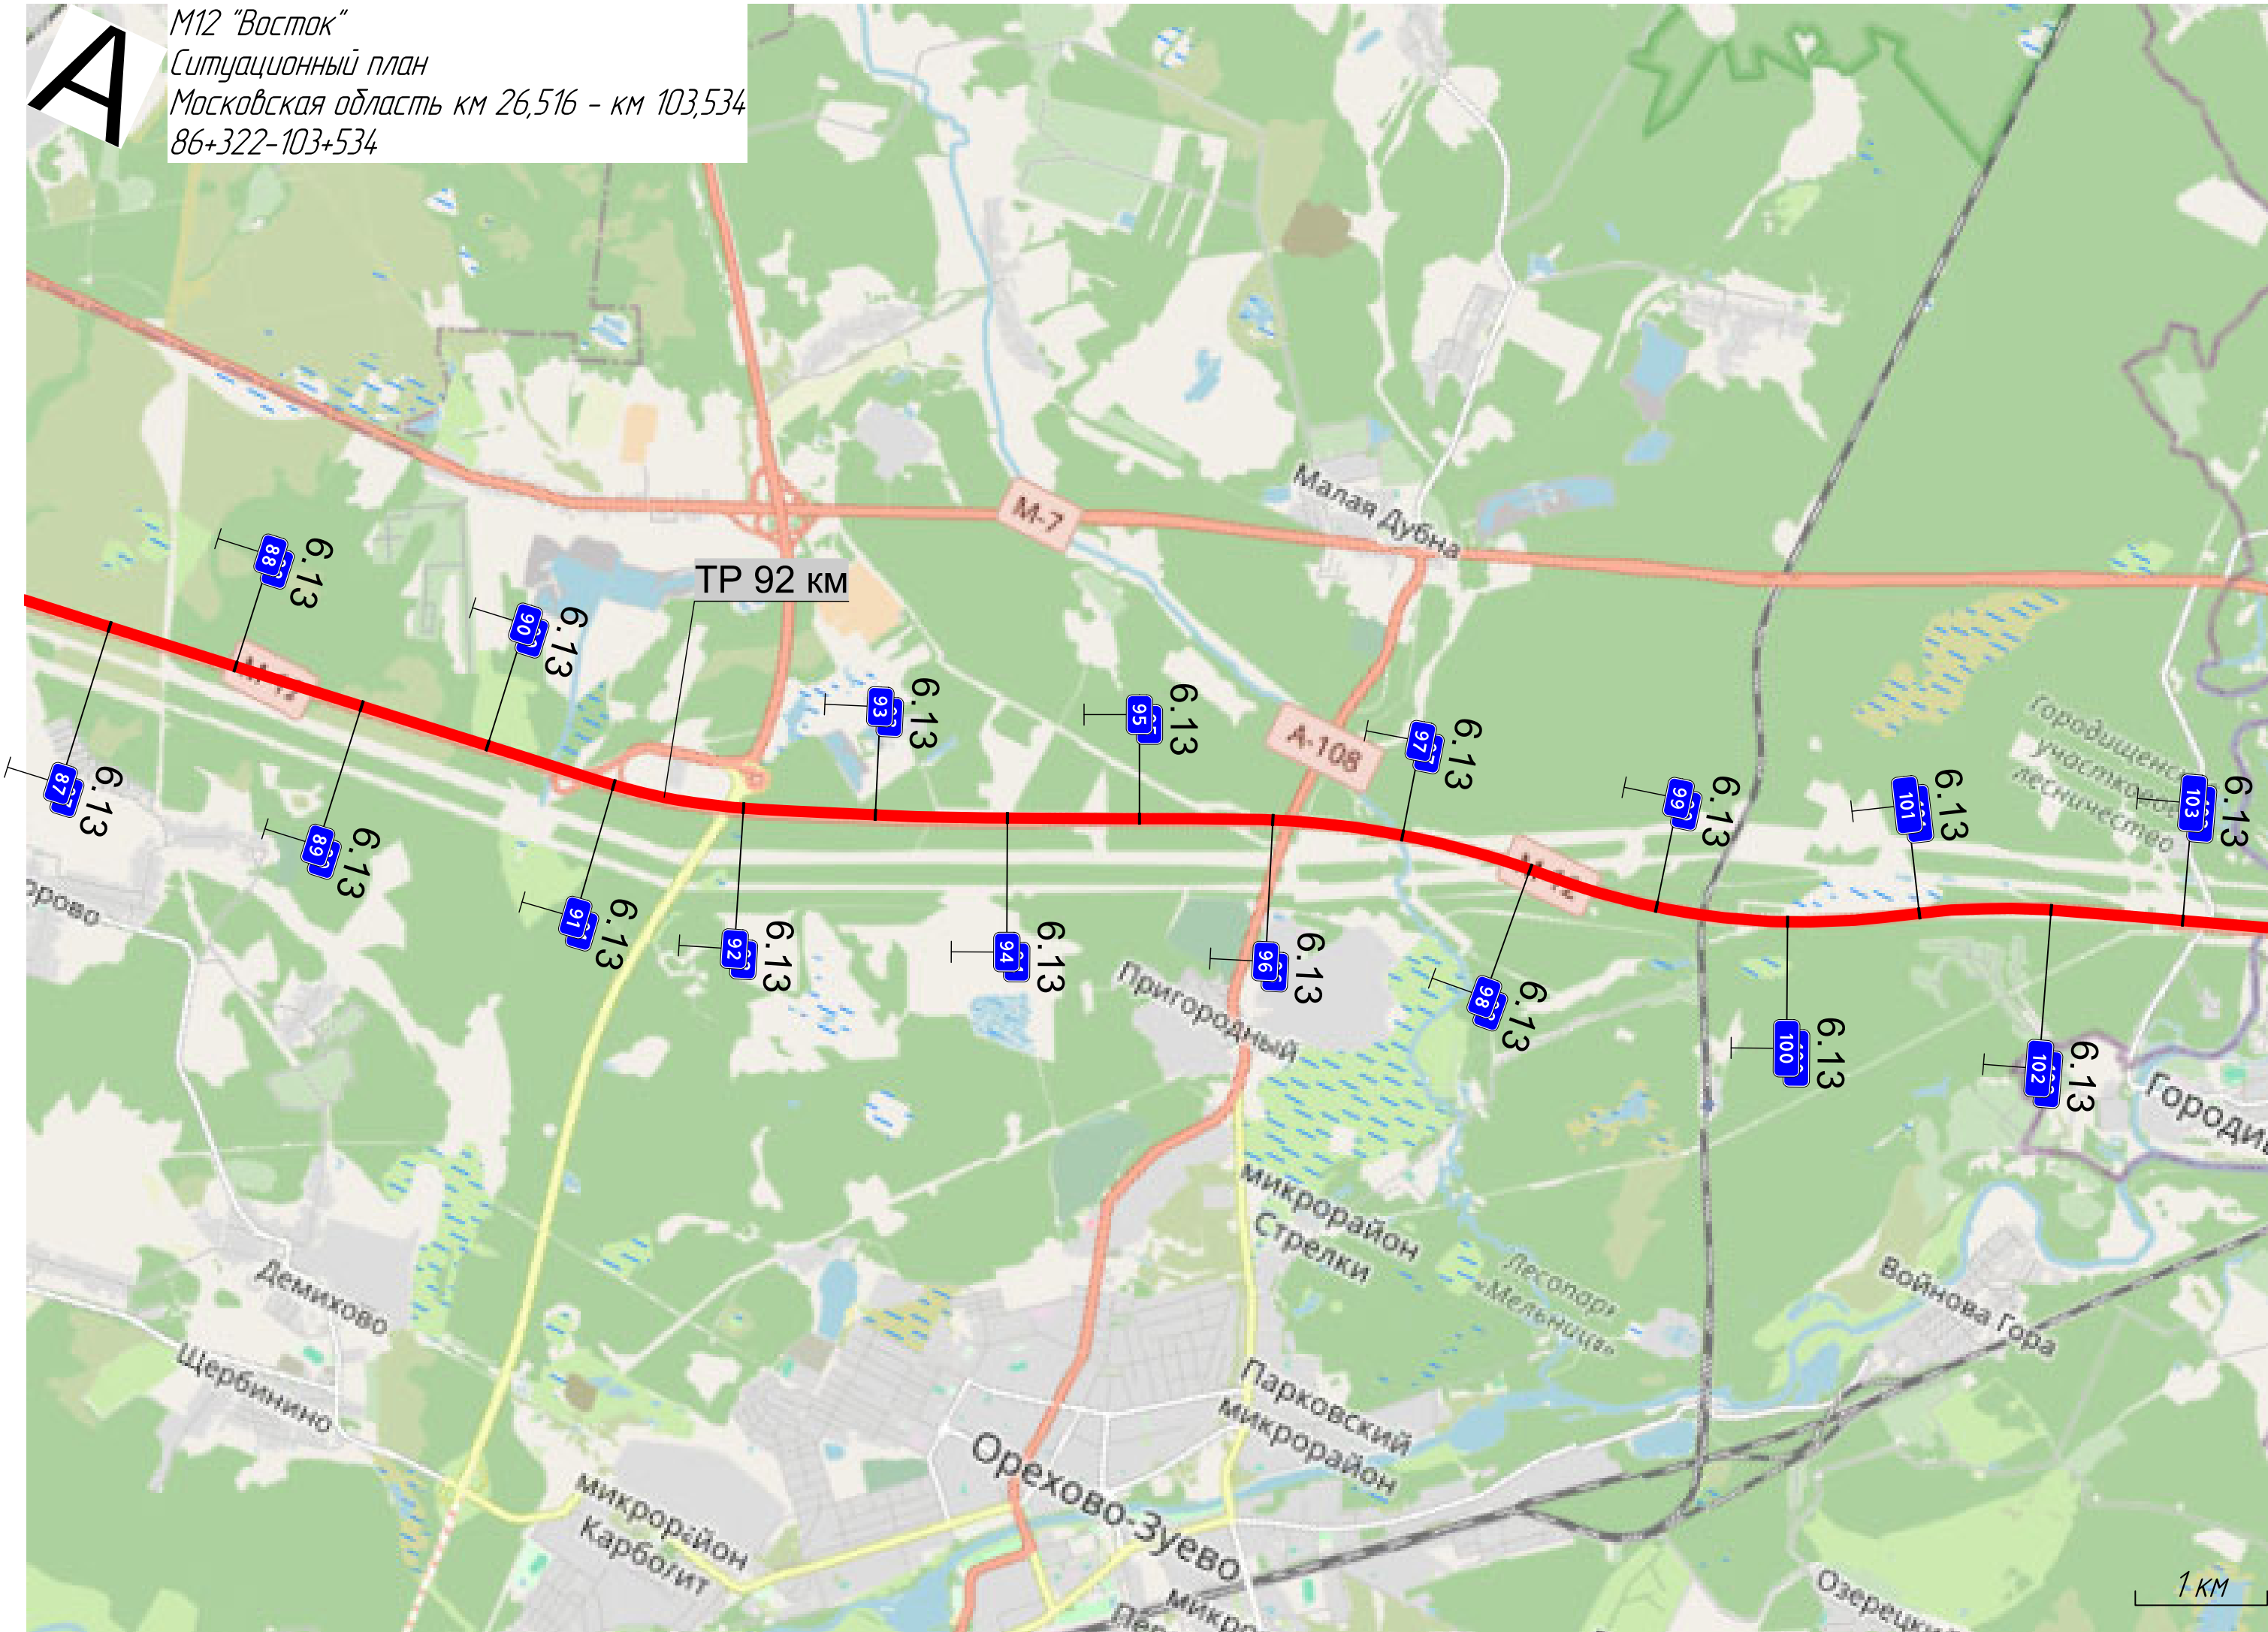 А
М12 "Восток"
Ситуационный план
Московская область км 26,516 - км 103,534
86+322-103+534
М-7
Малая Дубна
ТР 92 км
88
6.13
90
6.13
93
6.13
95
6.13
97
6.13
99
6.13
101
6.13
103
6.13
А-108
87
6.13
89
6.13
91
6.13
92
6.13
94
6.13
96
6.13
98
6.13
100
6.13
102
6.13
Пригородный
микрорайон
Стрелки
Лесопарк
«Мельница»
Войнова Гора
Демихово
Щербинино
Парковский
микрорайон
Орехово-Зуево
микрорайон
Карболит
1 км